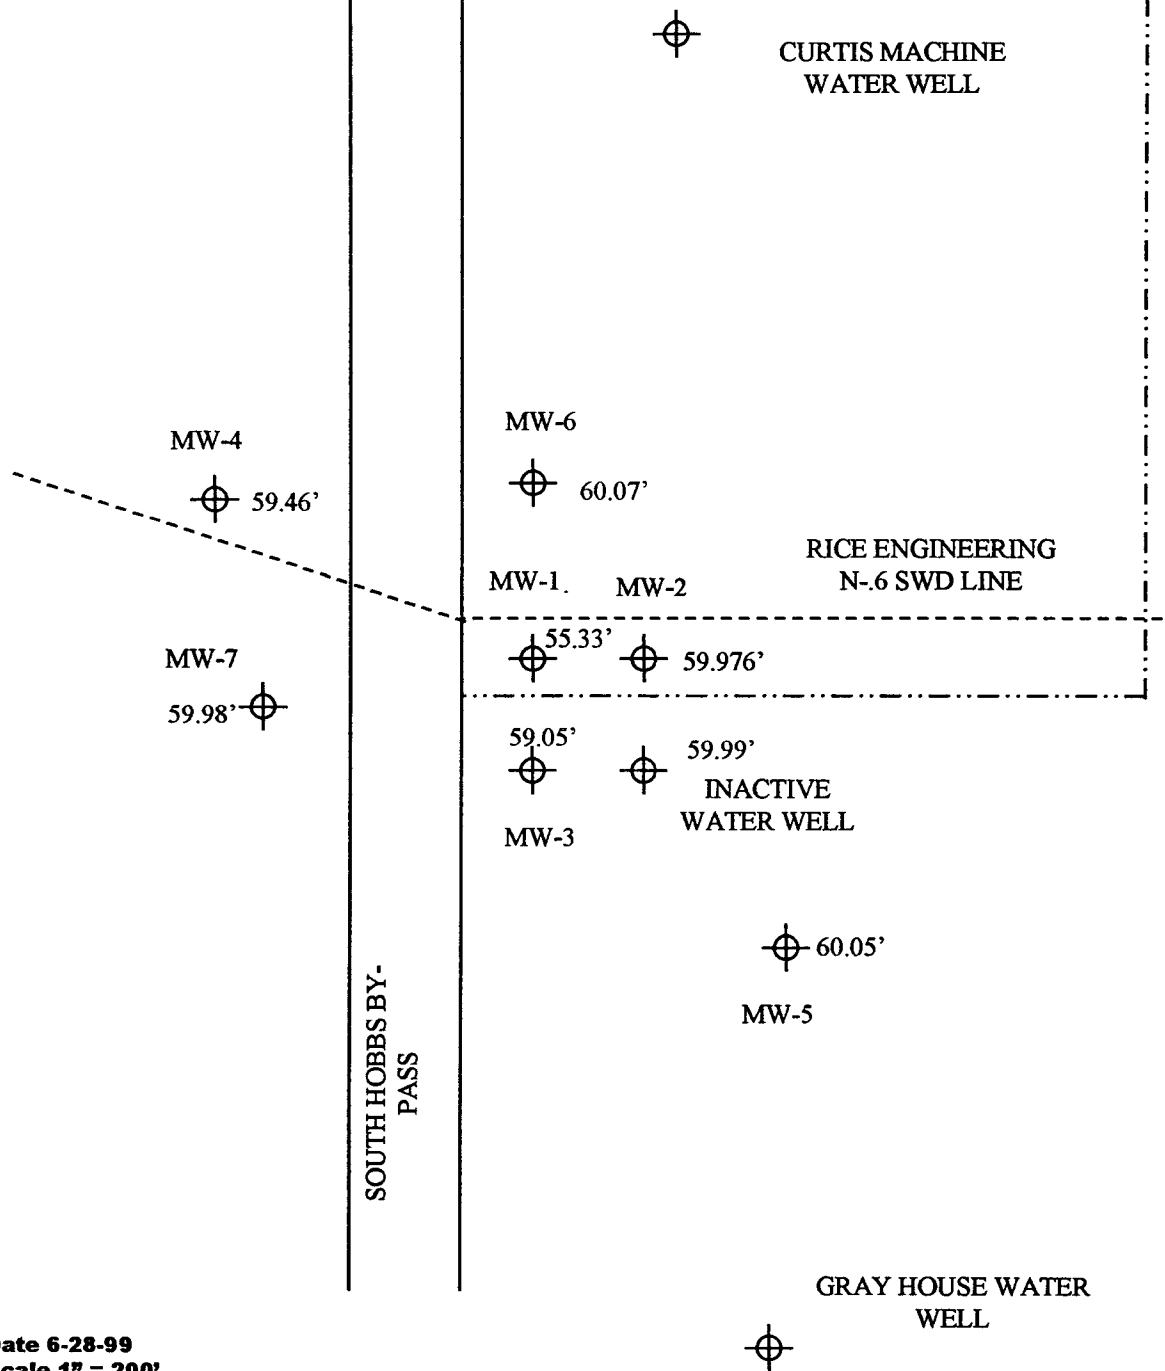 CURTIS MACHINE
WATER WELL
MW-6
MW-4
60.07’
59.46’
RICE ENGINEERING
N-.6 SWD LINE
MW-1.
MW-2
55.33’
59.976’
MW-7
59.98’
59.05’
59.99’
INACTIVE
WATER WELL
MW-3
60.05’
MW-5
SOUTH HOBBS BY-
PASS
GRAY HOUSE WATER
WELL
ate 6-28-99
cale 1" = 200'